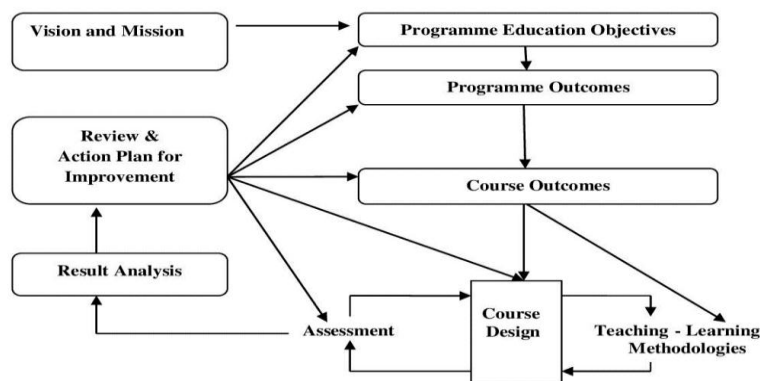 Vision and Mission
Programme Education Objectives
Programme Outcomes
Review &
Action Plan for
Improvement
Course Outcomes
Result Analysis
Assessment
Course
Design
Teaching - Learning
Methodologies